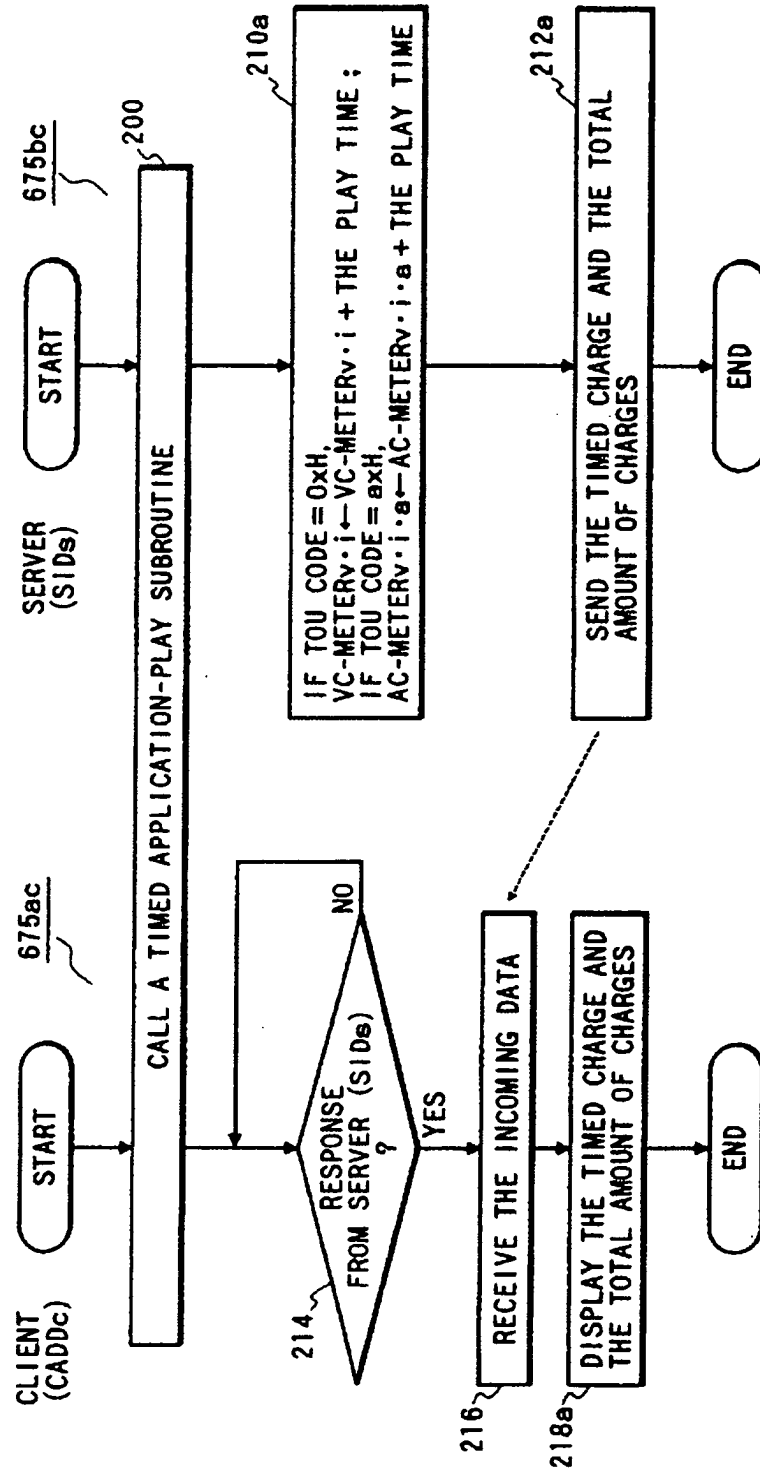 CLIENT
(CADDc)
START
675ac
SERVER
(SIDs)
START
675bc
200
CALL A TIMED APPLICATION-PLAY SUBROUTINE
214
RESPONSE
FROM SERVER (SIDs)
?
NO
YES
210a
IF TOU CODE=0xH,
VC-METERv·i←VC-METERv·i+THE PLAY TIME;
IF TOU CODE=axH,
AC-METERv·i·a←AC-METERv·i·a+THE PLAY TIME
216
RECEIVE THE INCOMING DATA
212a
SEND THE TIMED CHARGE AND THE TOTAL
AMOUNT OF CHARGES
218a
DISPLAY THE TIMED CHARGE AND
THE TOTAL AMOUNT OF CHARGES
END
END